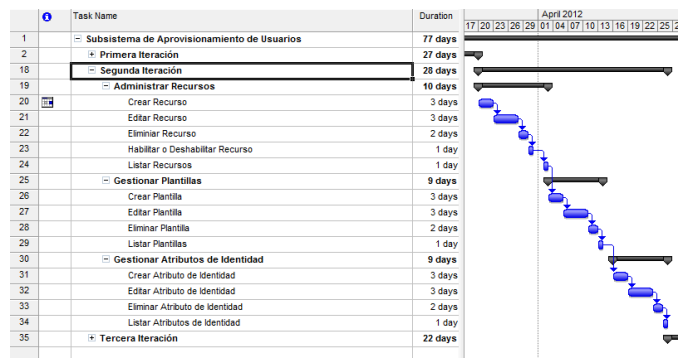 Task Name Duration April 2012
17 20 23 26 29 01 04 07 10 13 16 19 22 25
1 Subsistema de Aprovisionamiento de Usuarios 77 days
2 Primera Iteración 27 days
18 Segunda Iteración 28 days
19 Administrar Recursos 10 days
20 Crear Recurso 3 days
21 Editar Recurso 3 days
22 Eliminiar Recurso 2 days
23 Habilitar o Deshabilitar Recurso 1 day
24 Listar Recursos 1 day
25 Gestionar Plantillas 9 days
26 Crear Plantilla 3 days
27 Editar Plantilla 3 days
28 Eliminar Plantilla 2 days
29 Listar Plantillas 1 day
30 Gestionar Atributos de Identidad 9 days
31 Crear Atributo de Identidad 3 days
32 Editar Atributo de Identidad 3 days
33 Eliminar Atributo de Identidad 2 days
34 Listar Atributos de Identidad 1 day
35 Tercera Iteración 22 days